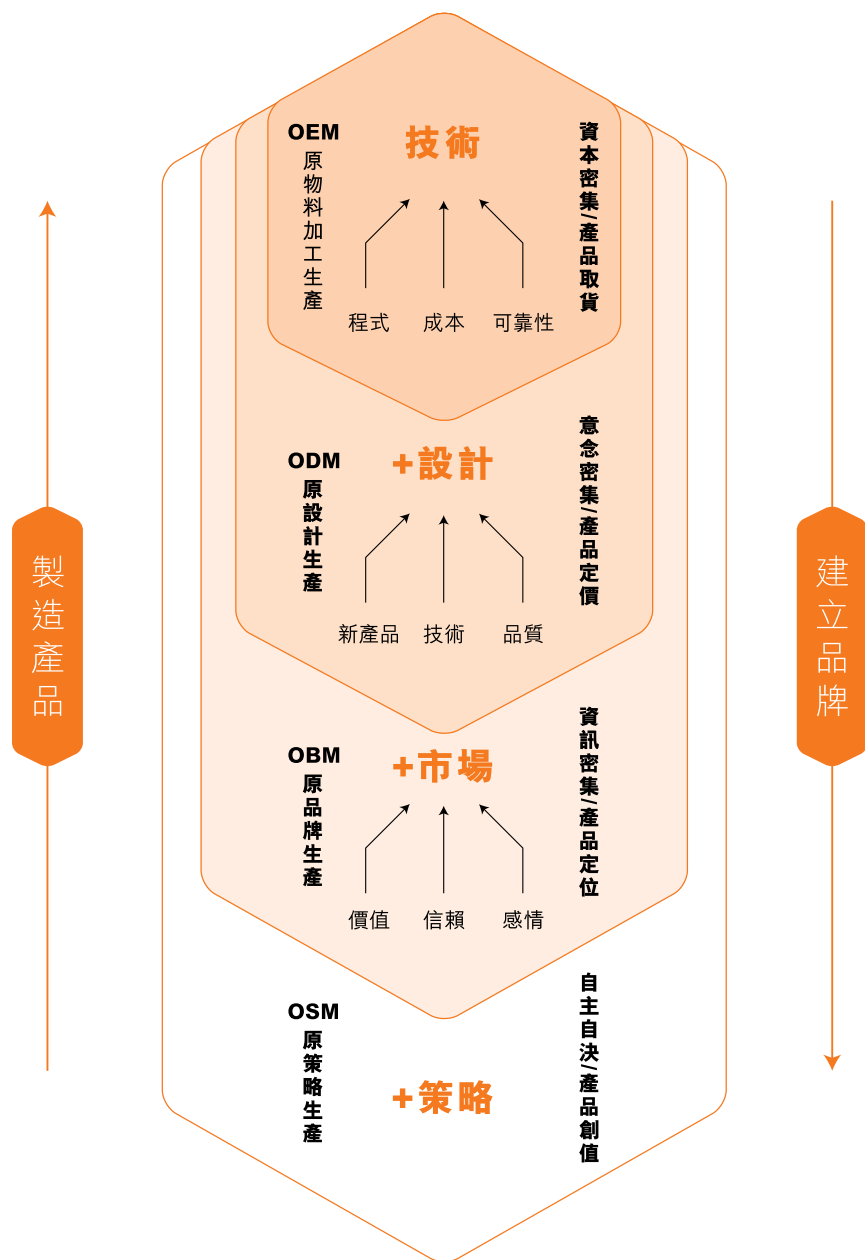 OEM
原物料加工生產
技術
資本密集/產品取貨
程式
成本
可靠性
ODM
原設計生產
+設計
意念密集/產品定價
新產品
技術
品質
OBM
原品牌生產
+市場
資訊密集/產品定位
價值
信賴
感情
OSM
原策略生產
+策略
自主自決/產品創值
製造產品
建立品牌